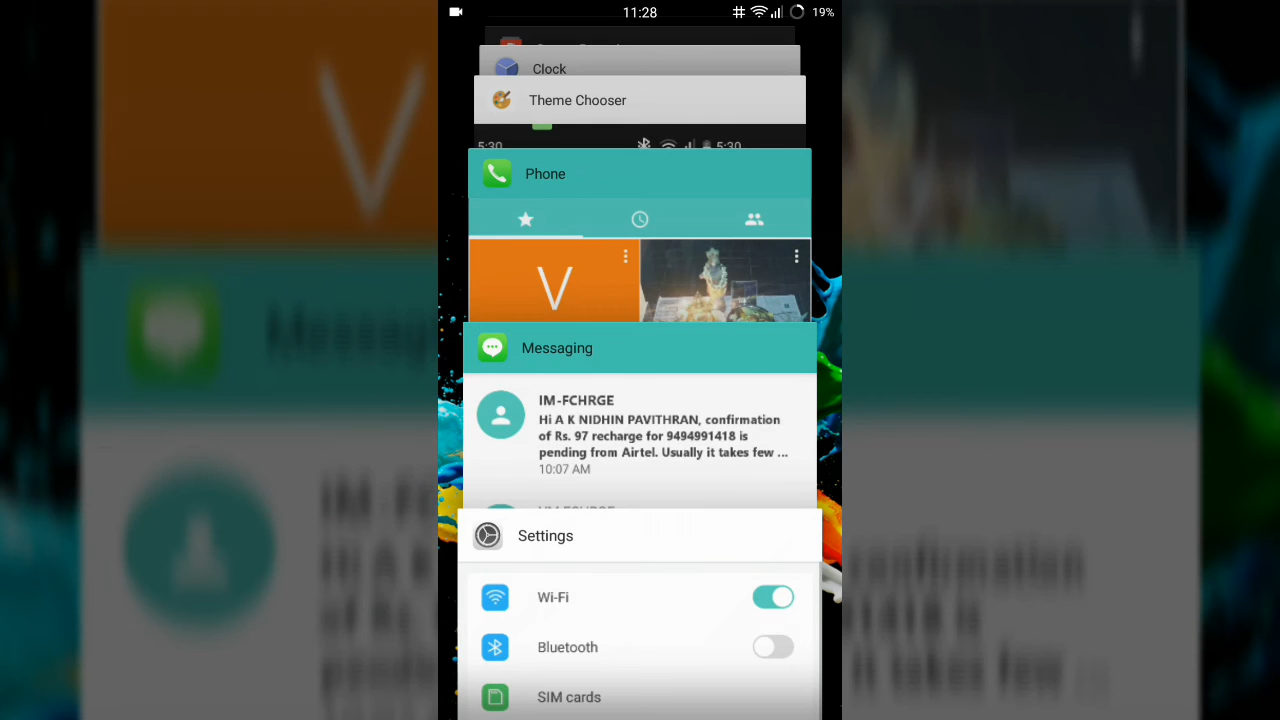 11:28
19%
Clock
Theme Chooser
5:30
5:30
Phone
V
Messaging
IM-FCHRGE
Hi A K NIDHIN PAVITHRAN, confirmation
of Rs. 97 recharge for 9494991418 is
pending from Airtel. Usually it takes few ...
10:07 AM
Settings
Wi-Fi
Bluetooth
SIM cards